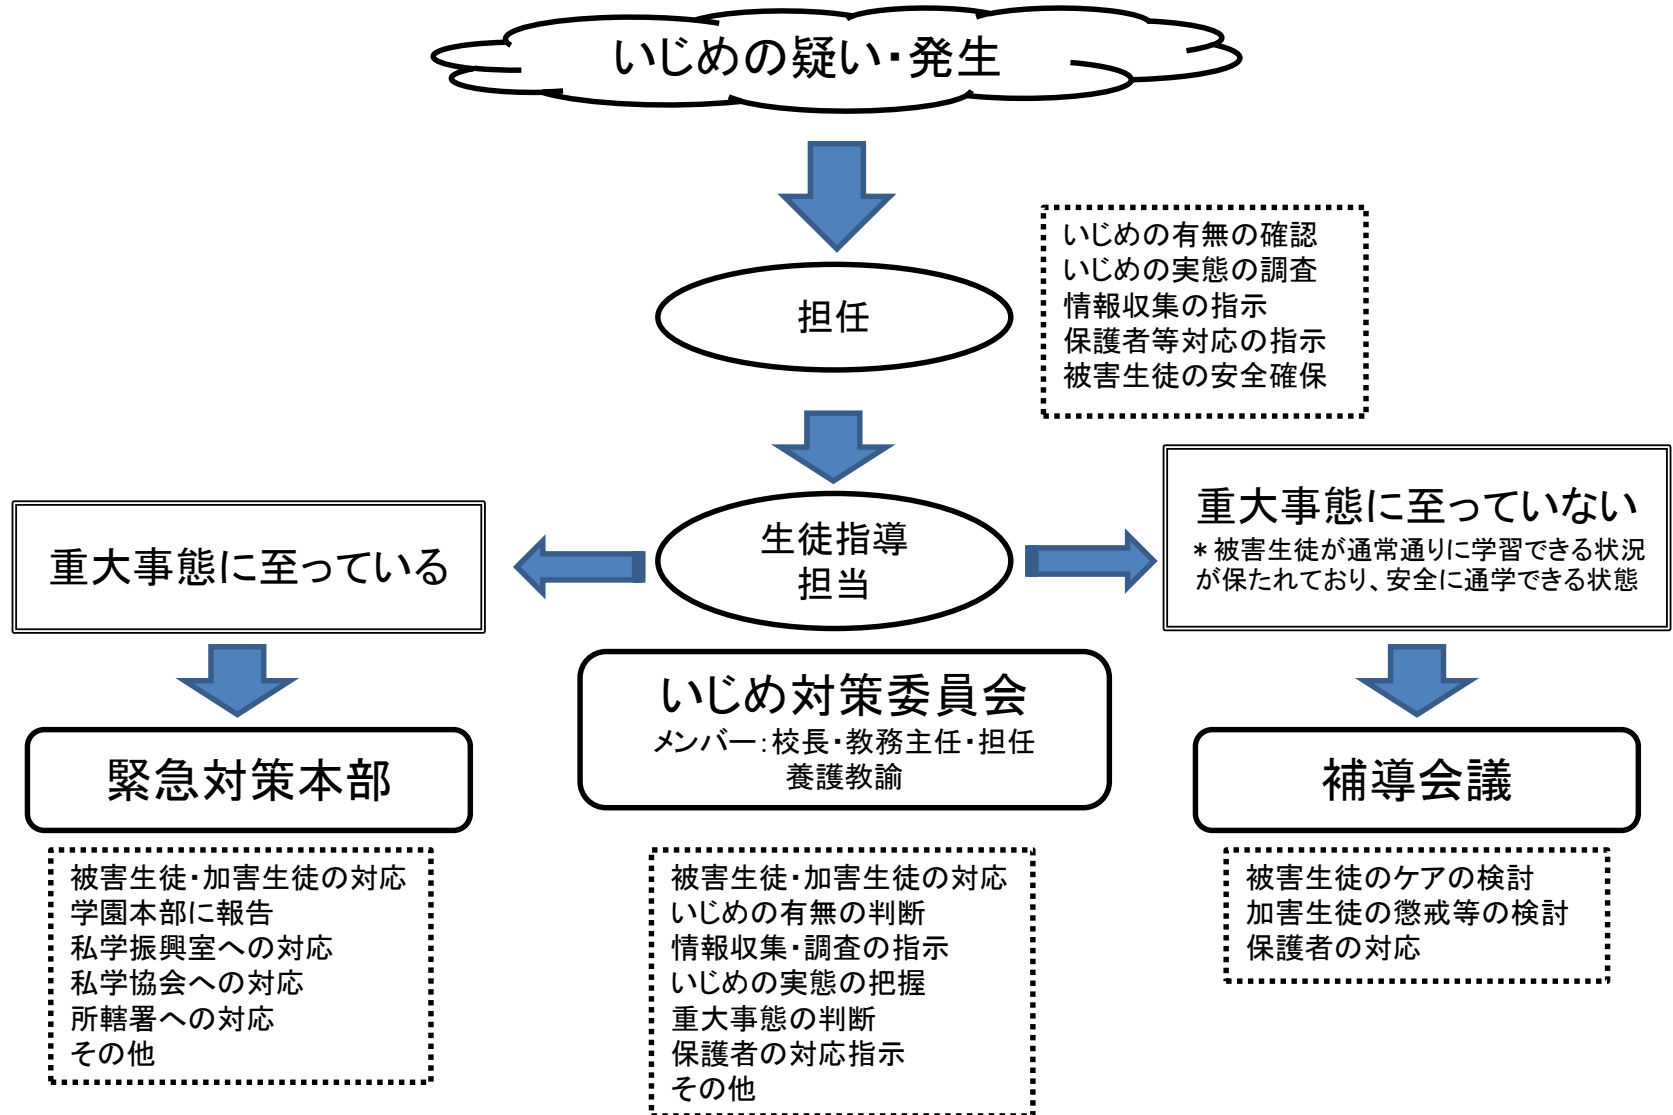 いじめの疑い・発生
担任
いじめの有無の確認
いじめの実態の調査
情報収集の指示
保護者等対応の指示
被害生徒の安全確保
生徒指導
担当
重大事態に至っている
重大事態に至っていない
＊被害生徒が通常通りに学習できる状況
が保たれており、安全に通学できる状態
いじめ対策委員会
メンバー：校長・教務主任・担任
養護教諭
緊急対策本部
補導会議
被害生徒・加害生徒の対応
学園本部に報告
私学振興室への対応
私学協会への対応
所轄署への対応
その他
被害生徒・加害生徒の対応
いじめの有無の判断
情報収集・調査の指示
いじめの実態の把握
重大事態の判断
保護者の対応指示
その他
被害生徒のケアの検討
加害生徒の懲戒等の検討
保護者の対応